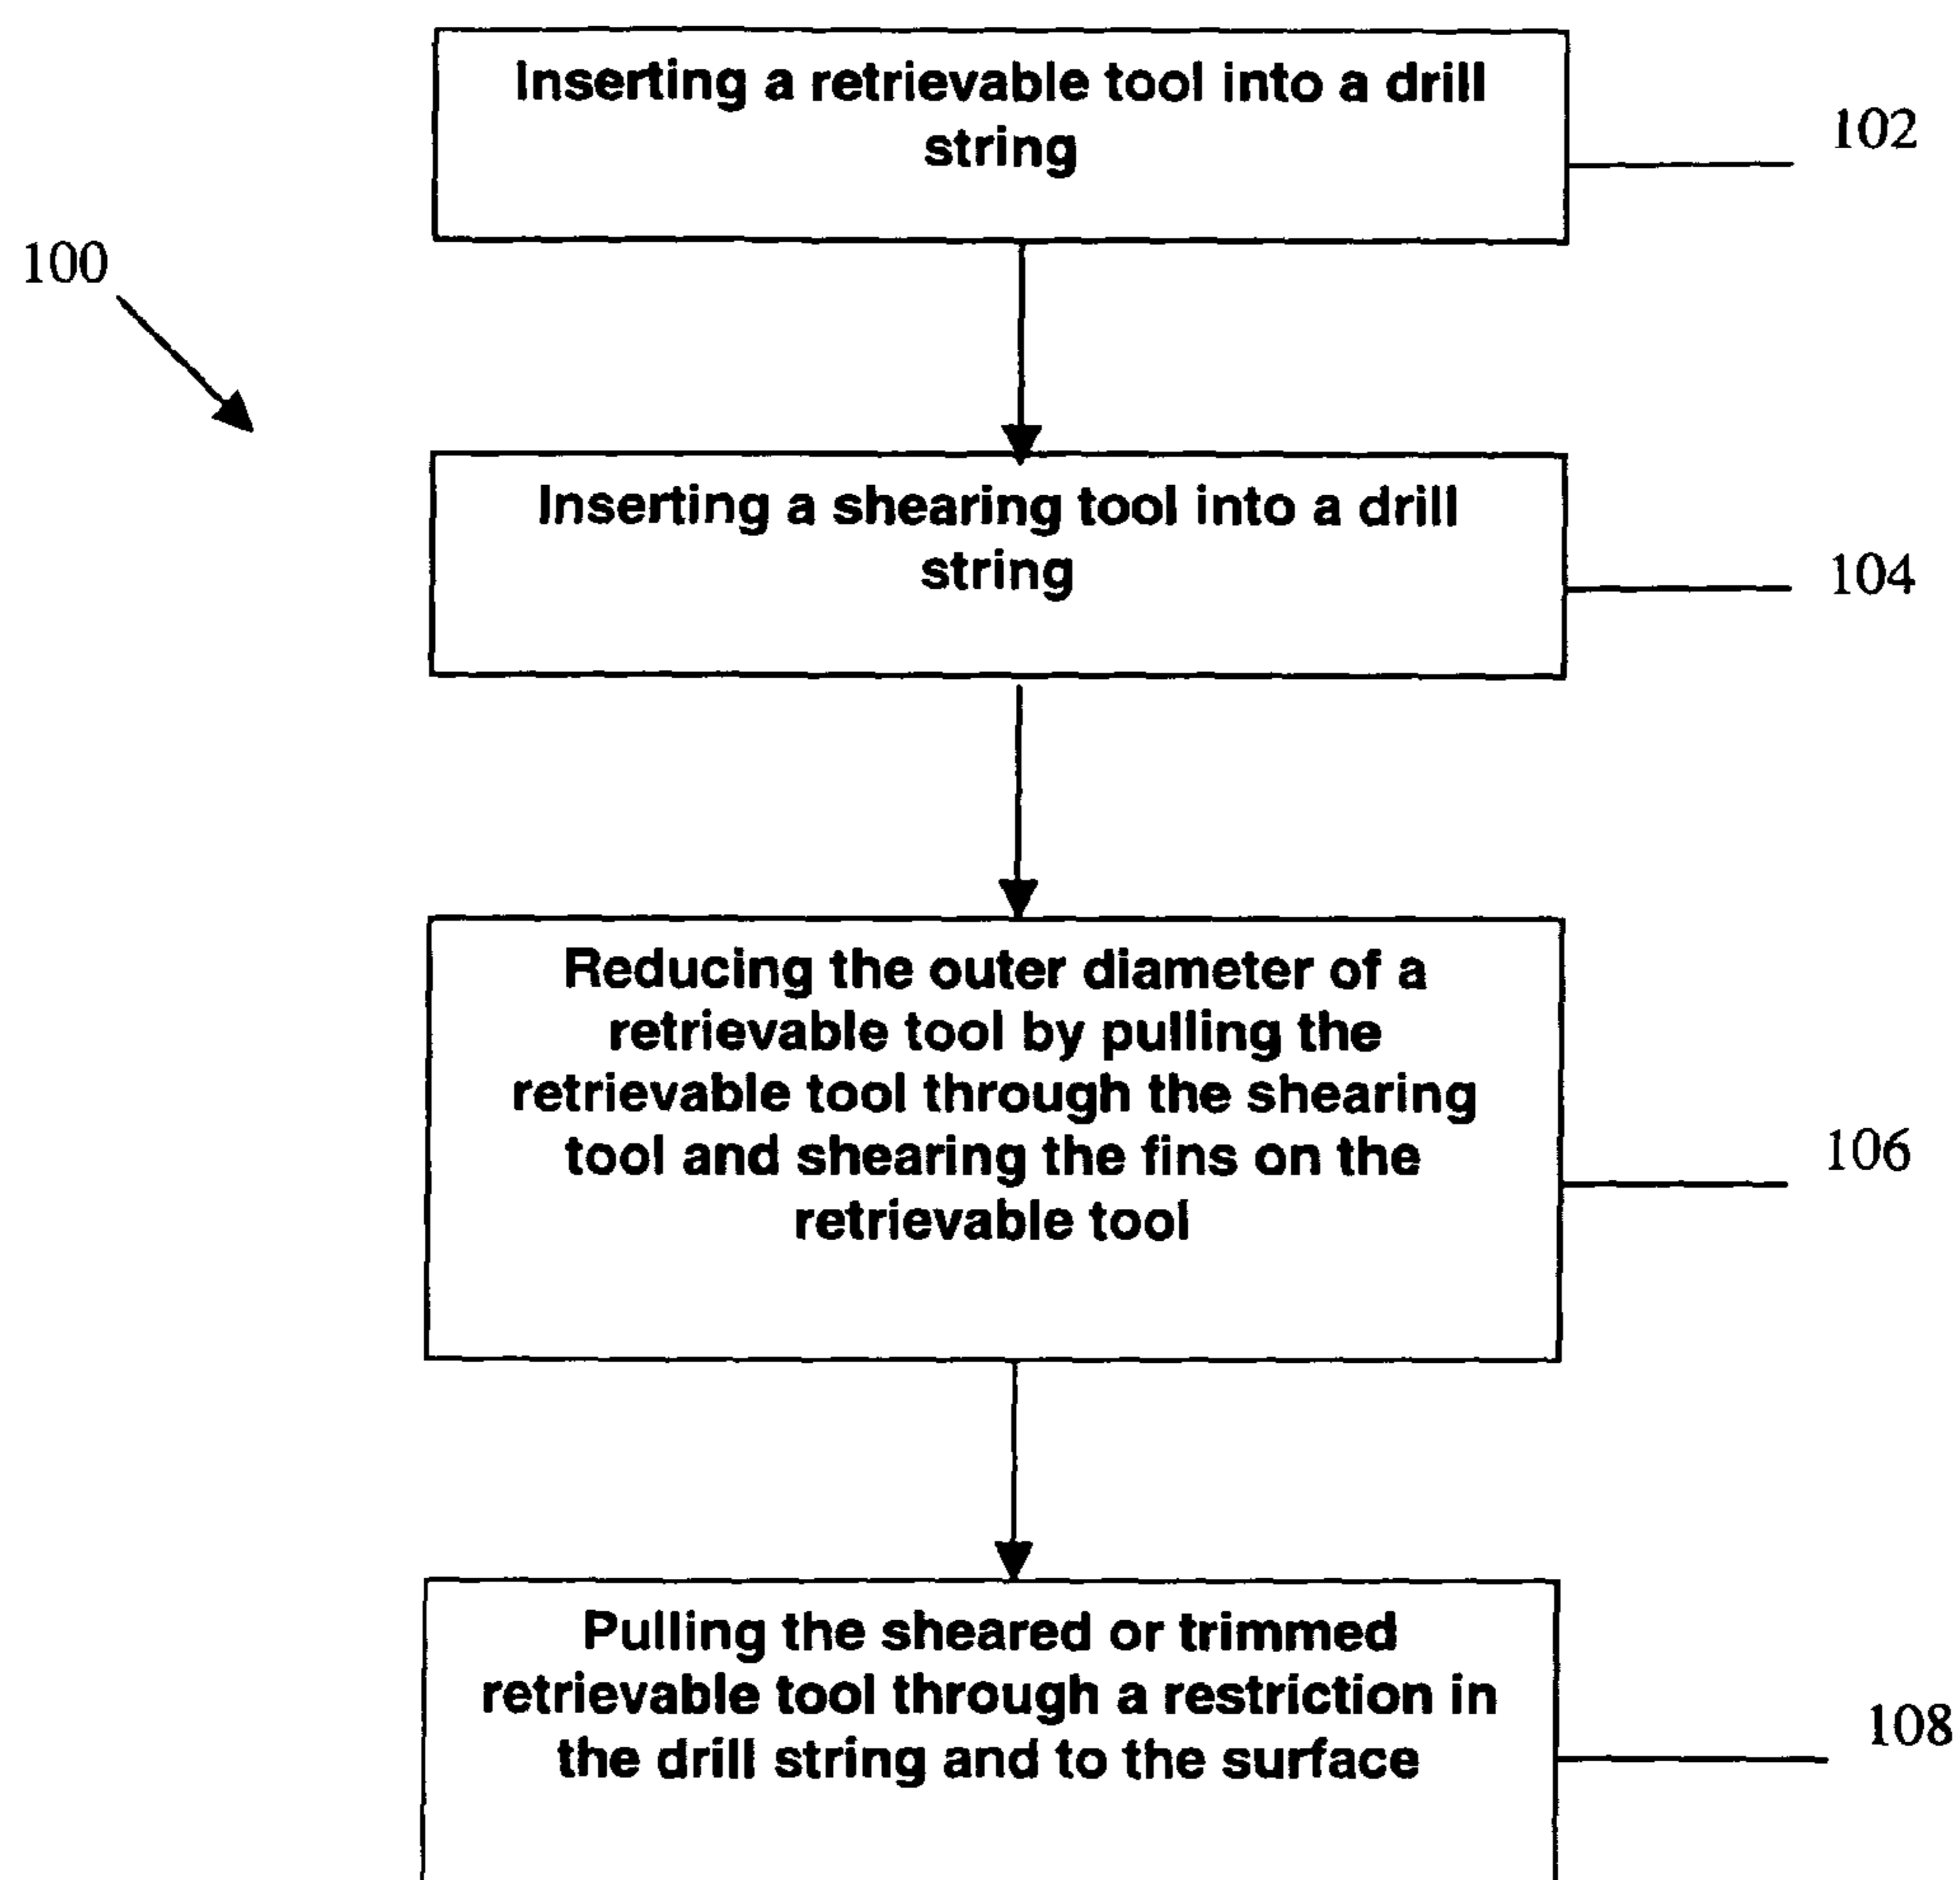 Inserting a retrievable tool into a drill
string
102
100
Inserting a shearing tool into a drill
string
104
Reducing the outer diameter of a
retrievable tool by pulling the
retrievable tool through the shearing
tool and shearing the fins on the
retrievable tool
106
Pulling the sheared or trimmed
retrievable tool through a restriction in
the drill string and to the surface
108